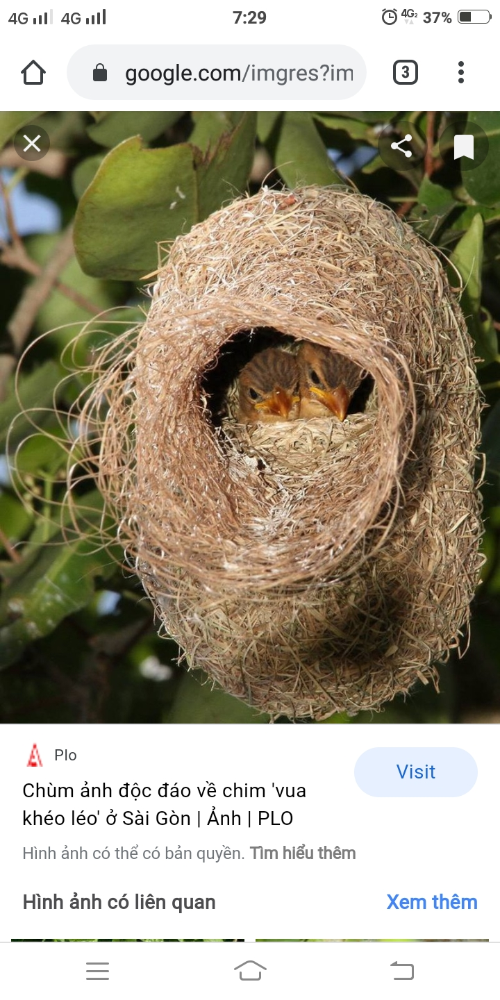 4G 4G 7:29 4G2 37%
google.com/imgres?im 3
Plo
Visit
Chùm ảnh độc đáo về chim 'vua
khéo léo' ở Sài Gòn | Ảnh | PLO
Hình ảnh có thể có bản quyền. Tìm hiểu thêm
Hình ảnh có liên quan Xem thêm